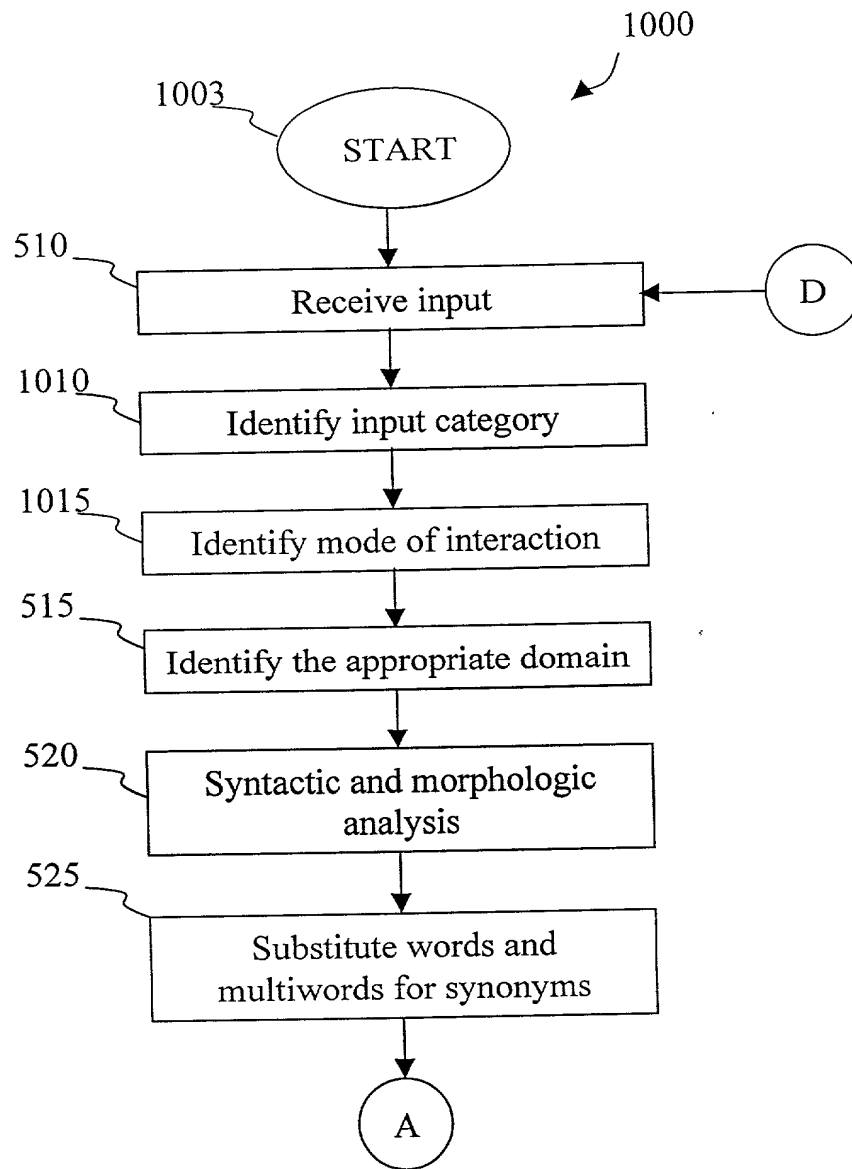 1000
1003
START
510
Receive input
D
1010
Identify input category
1015
Identify mode of interaction
515
Identify the appropriate domain
520
Syntactic and morphologic
analysis
525
Substitute words and
multiwords for synonyms
A